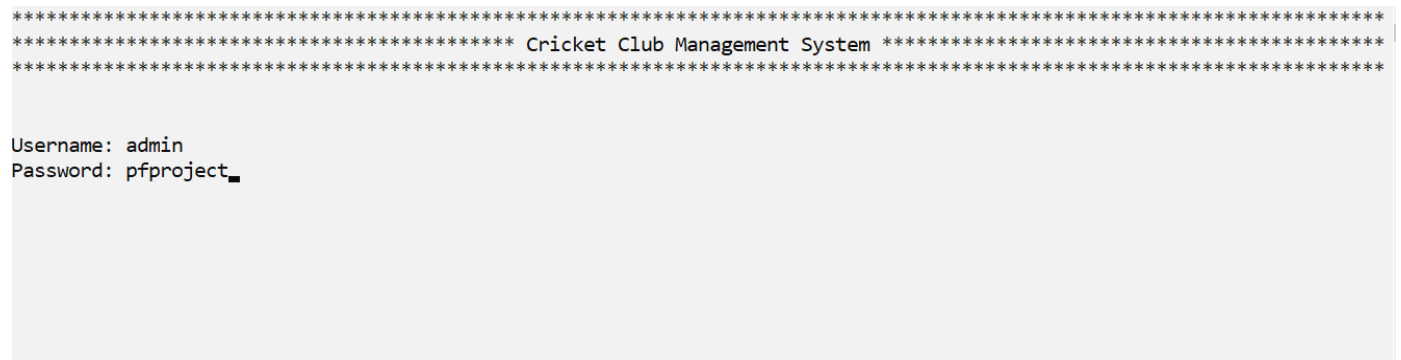 ************************************************************************************************************************
******************************************** Cricket Club Management System ********************************************
************************************************************************************************************************
Username: admin
Password: pfproject